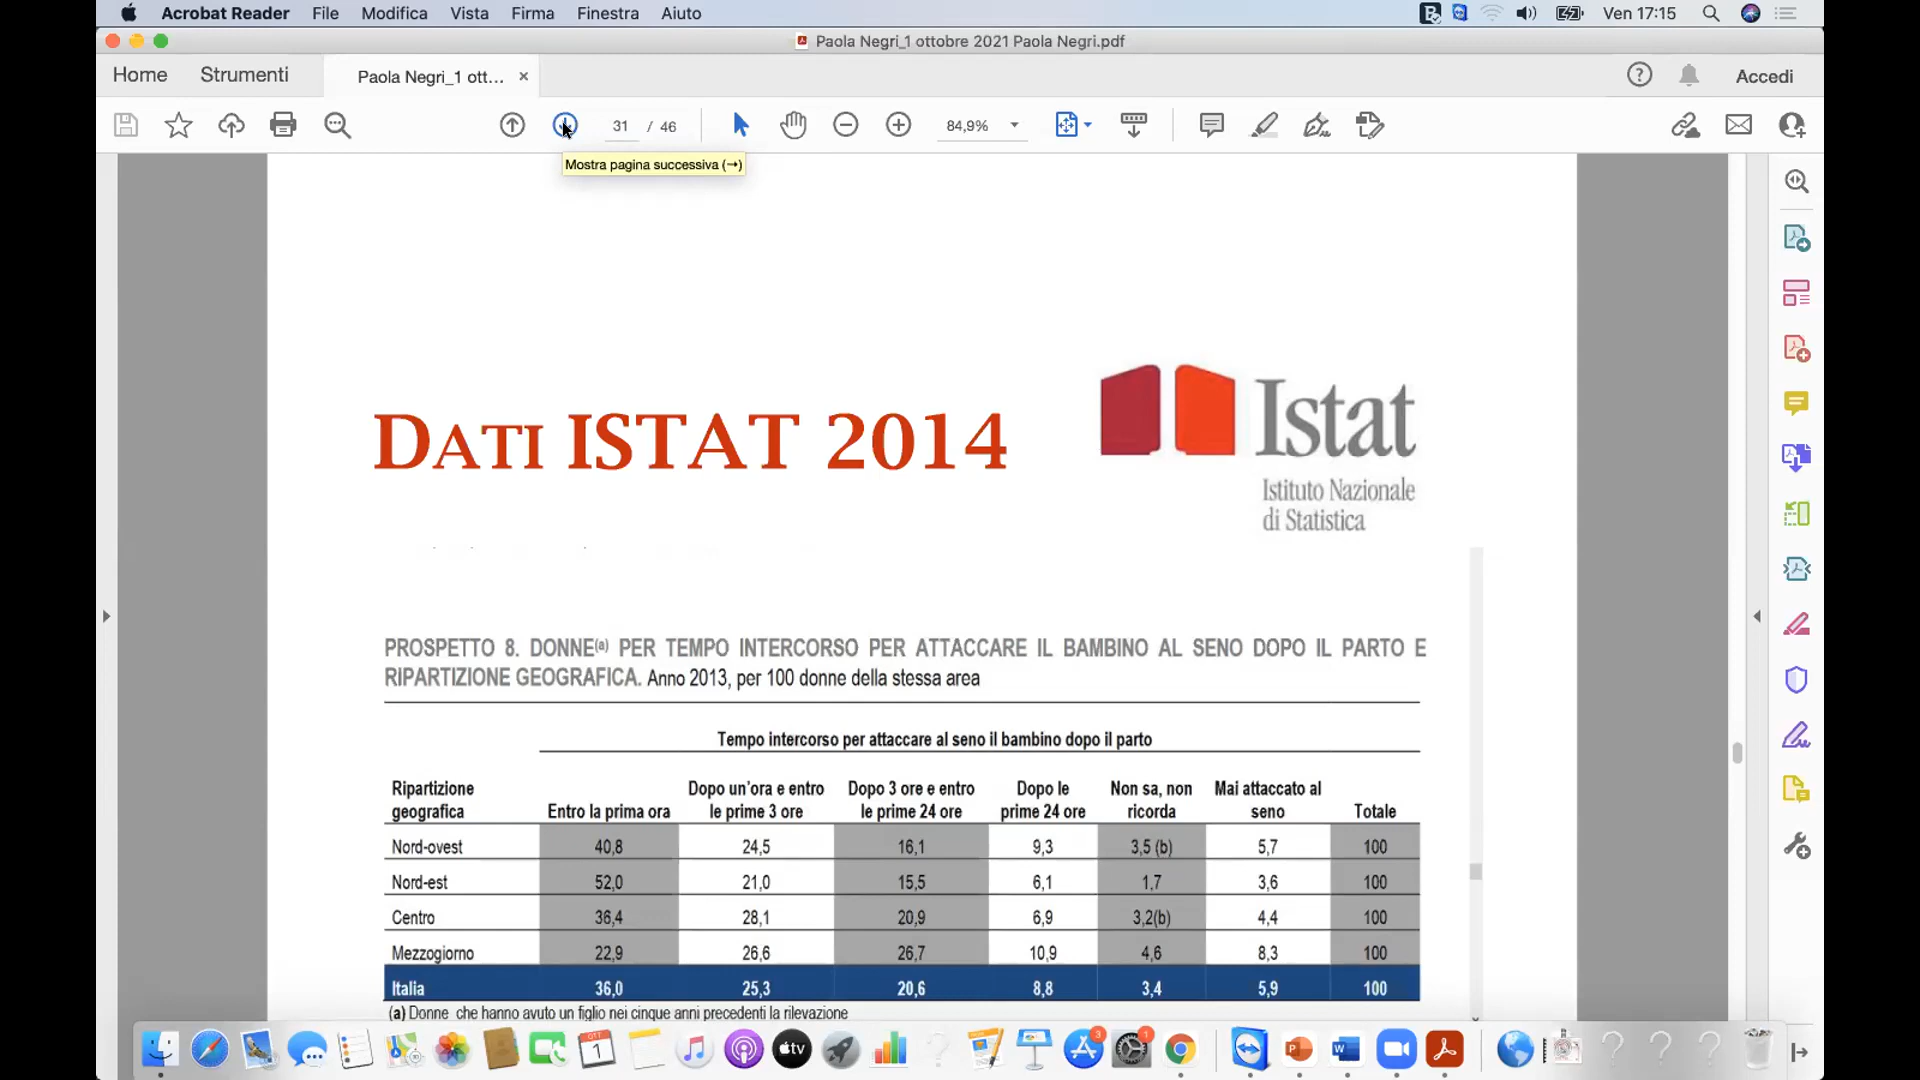 Acrobat Reader File Modifica Vista Firma Finestra Aiuto Ven 17:15
Paola Negri_1 ottobre 2021 Paola Negri.pdf
Home Strumenti Paola Negri_1 ott... × Accedi
31 / 46 84,9%
Mostra pagina successiva (→)
DATI ISTAT 2014
Istat
Istituto Nazionale
di Statistica
PROSPETTO 8. DONNE(a) PER TEMPO INTERCORSO PER ATTACCARE IL BAMBINO AL SENO DOPO IL PARTO E
RIPARTIZIONE GEOGRAFICA. Anno 2013, per 100 donne della stessa area
Tempo intercorso per attaccare al seno il bambino dopo il parto
Ripartizione geografica Entro la prima ora Dopo un'ora e entro le prime 3 ore Dopo 3 ore e entro le prime 24 ore Dopo le prime 24 ore Non sa, non ricorda Mai attaccato al seno Totale
Nord-ovest 40,8 24,5 16,1 9,3 3,5 (b) 5,7 100
Nord-est 52,0 21,0 15,5 6,1 1,7 3,6 100
Centro 36,4 28,1 20,9 6,9 3,2(b) 4,4 100
Mezzogiorno 22,9 26,6 26,7 10,9 4,6 8,3 100
Italia 36,0 25,3 20,6 8,8 3,4 5,9 100
(a) Donne che hanno avuto un figlio nei cinque anni precedenti la rilevazione
OTT
1
tv
3
1